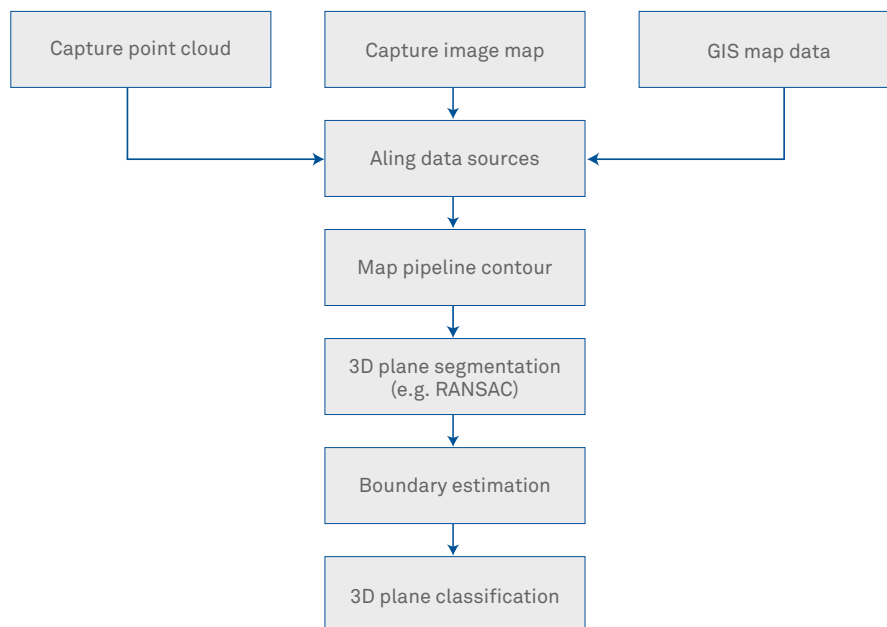 Capture point cloud
Capture image map
GIS map data
Aling data sources
Map pipeline contour
3D plane segmentation
(e.g. RANSAC)
Boundary estimation
3D plane classification